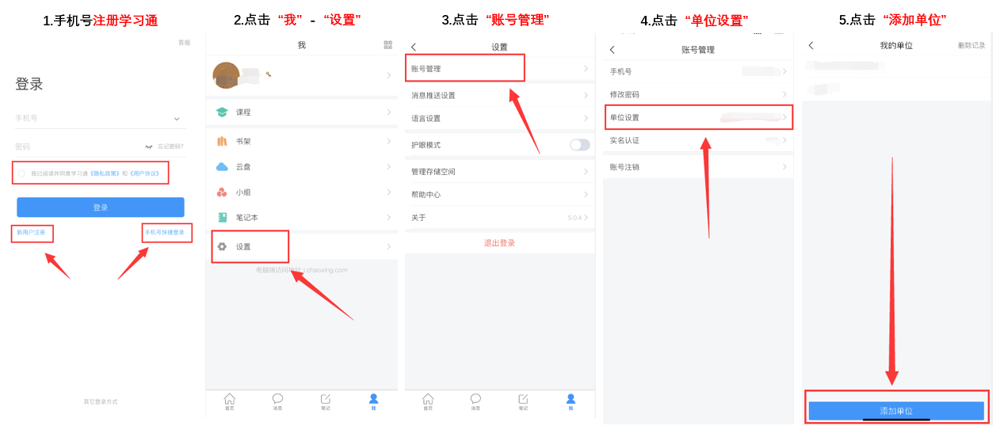 1.手机号注册学习通
客服
登录
手机号
密码
忘记密码?
我已阅读并同意学习通《隐私政策》和《用户协议》
登录
新用户注册
手机号快捷登录
其它登录方式
2.点击 “我” - “设置”
我
课程
书架
云盘
小组
笔记本
设置
电脑端访问地址 i.chaoxing.com
首页
消息
笔记
我
3.点击 “账号管理”
设置
账号管理
消息推送设置
语言设置
护眼模式
管理存储空间
帮助中心
关于
5.0.4
退出登录
首页
消息
笔记
我
4.点击 “单位设置”
账号管理
手机号
修改密码
单位设置
实名认证
账号注销
5.点击 “添加单位”
我的单位
删除记录
添加单位